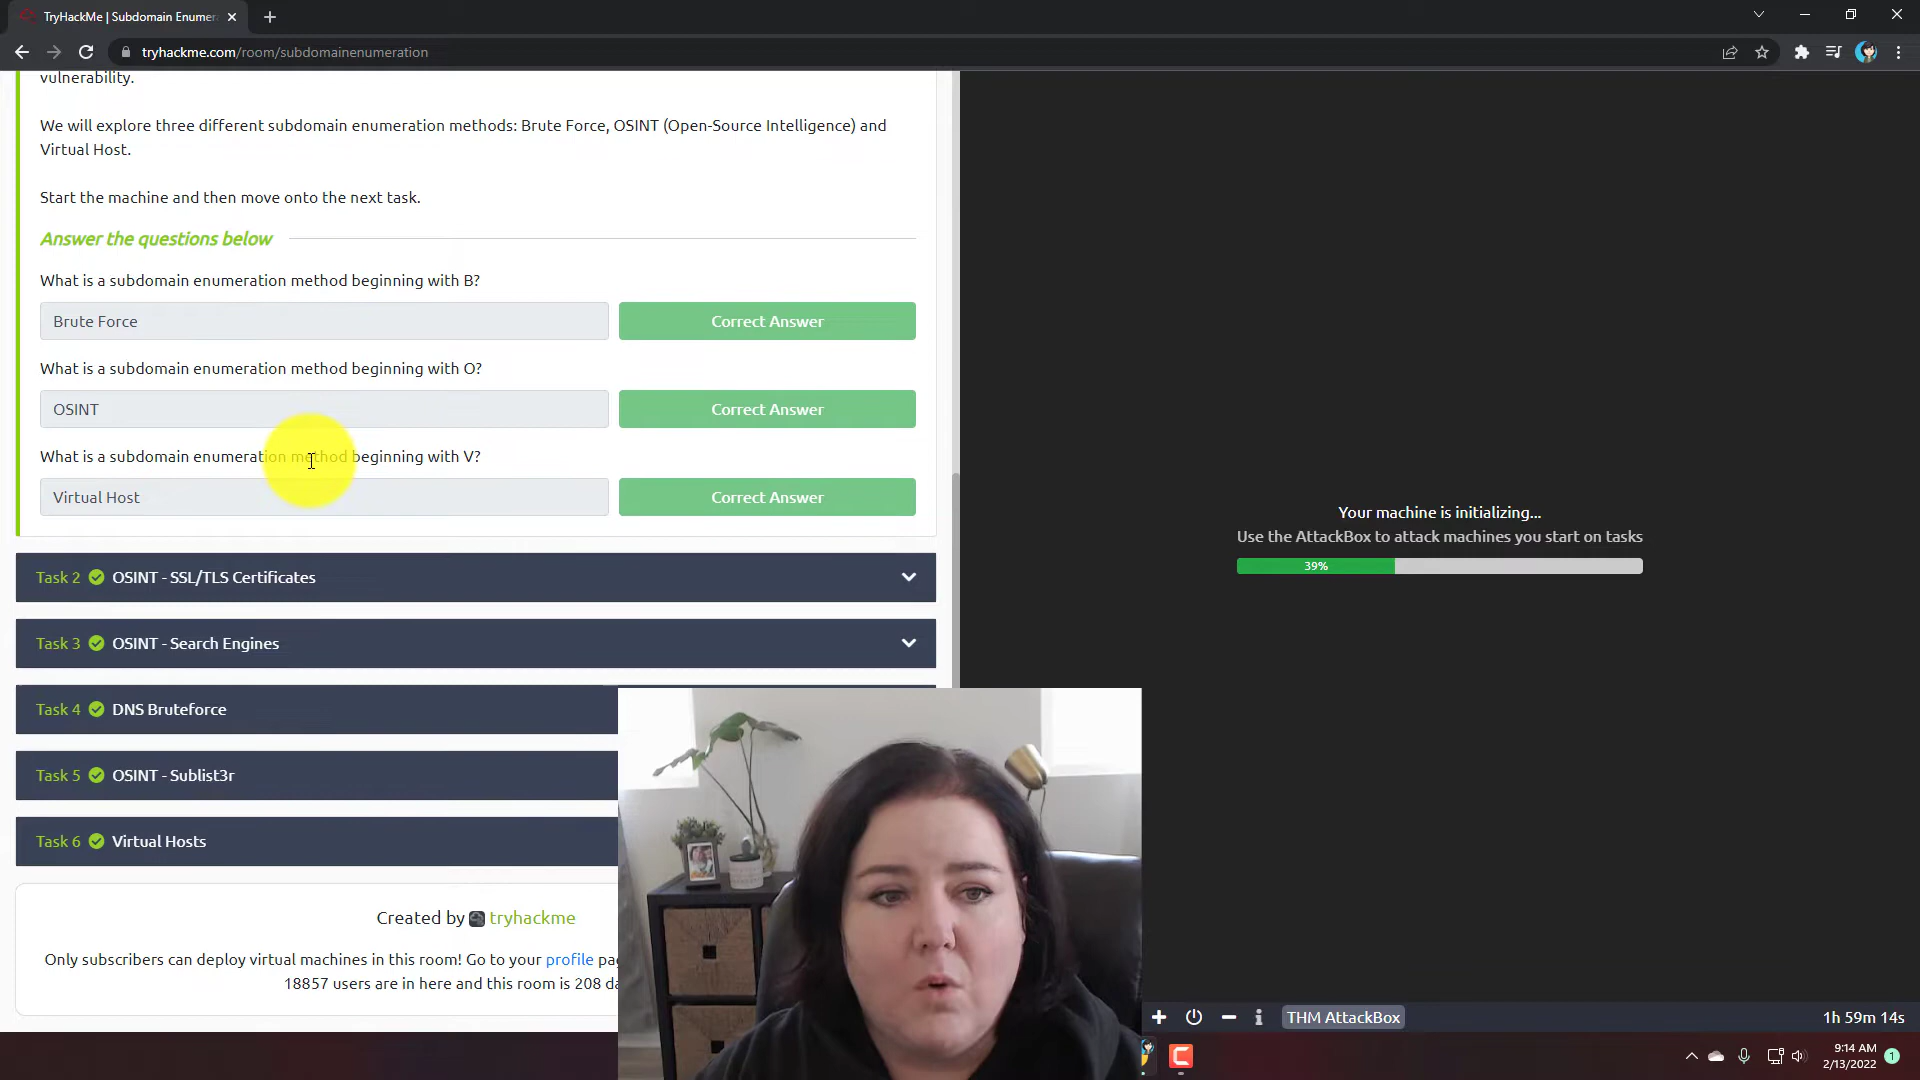 TryHackMe | Subdomain Enumer
tryhackme.com/room/subdomainenumeration
vulnerability.
We will explore three different subdomain enumeration methods: Brute Force, OSINT (Open-Source Intelligence) and
Virtual Host.
Start the machine and then move onto the next task.
Answer the questions below
What is a subdomain enumeration method beginning with B?
Brute Force
Correct Answer
What is a subdomain enumeration method beginning with O?
OSINT
Correct Answer
What is a subdomain enumeration method beginning with V?
Virtual Host
Correct Answer
Task 2 OSINT - SSL/TLS Certificates
Task 3 OSINT - Search Engines
Task 4 DNS Bruteforce
Task 5 OSINT - Sublist3r
Task 6 Virtual Hosts
Created by tryhackme
Only subscribers can deploy virtual machines in this room! Go to your profile
18857 users are in here and this room is 208
Your machine is initializing...
Use the AttackBox to attack machines you start on tasks
39%
THM AttackBox
1h 59m 14s
9:14 AM
2/13/2022
1